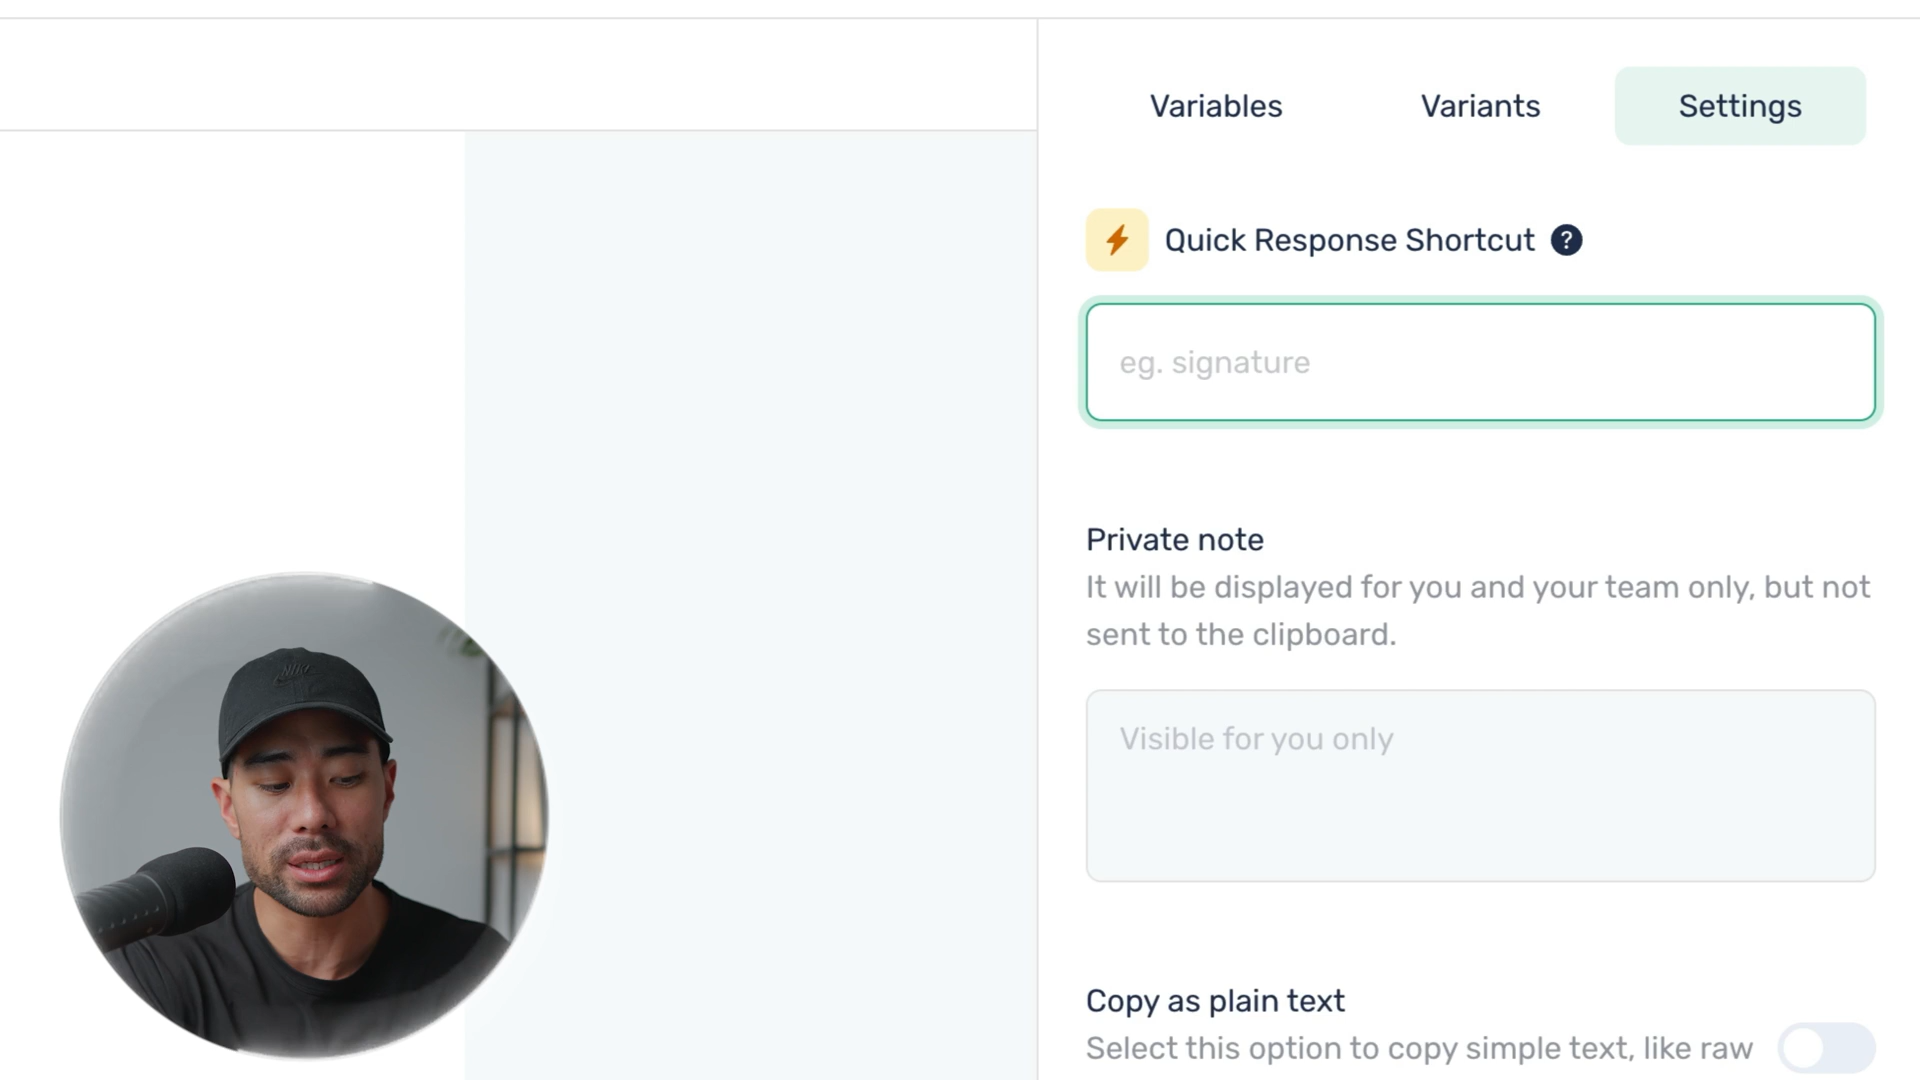 Variables Variants Settings
Quick Response Shortcut ?
eg. signature
Private note
It will be displayed for you and your team only, but not
sent to the clipboard.
Visible for you only
Copy as plain text
Select this option to copy simple text, like raw